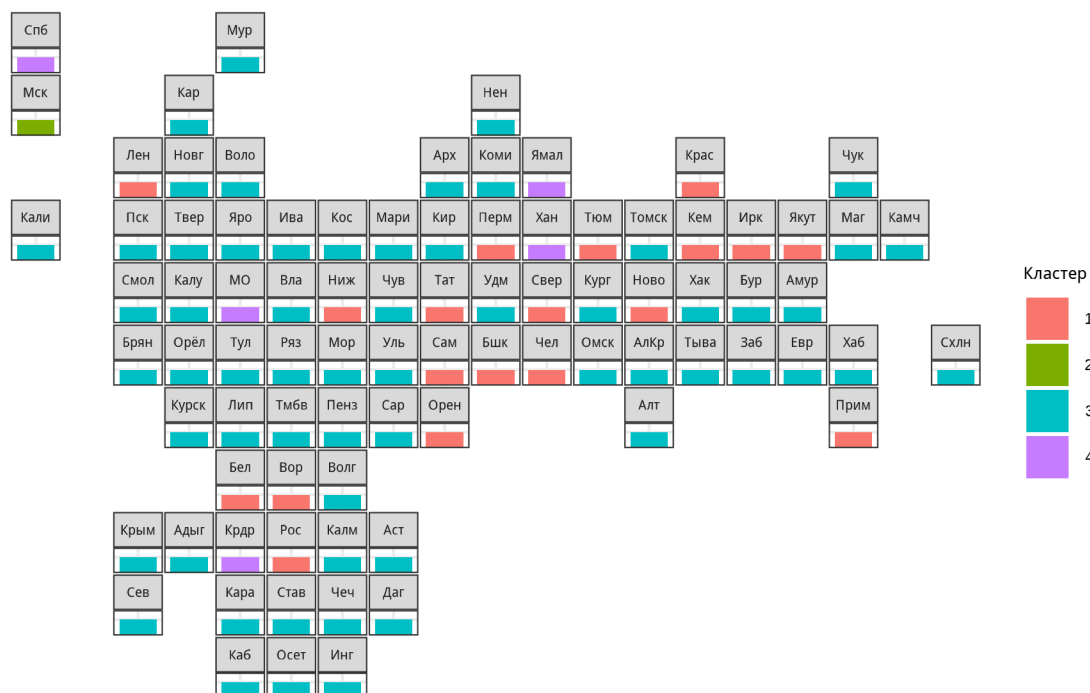 Спб Мур
Мск Кар Нен
Лен Новг Воло Арх Коми Ямал Крас Чук
Кали Пск Твер Яро Ива Кос Мари Кир Перм Хан Тюм Томск Кем Ирк Якут Маг Камч
Смол Калу МО Вла Ниж Чув Тат Удм Свер Кург Ново Хак Бур Амур
Брян Орёл Тул Ряз Мор Уль Сам Бшк Чел Омск АлКр Тыва Заб Евр Хаб Схлн
Курск Лип Тмбв Пенз Сар Орен Алт Прим
Бел Вор Волг
Крым Адыг Крдр Рос Калм Аст
Сев Кара Став Чеч Даг
Каб Осет Инг
Кластер
1
2
3
4